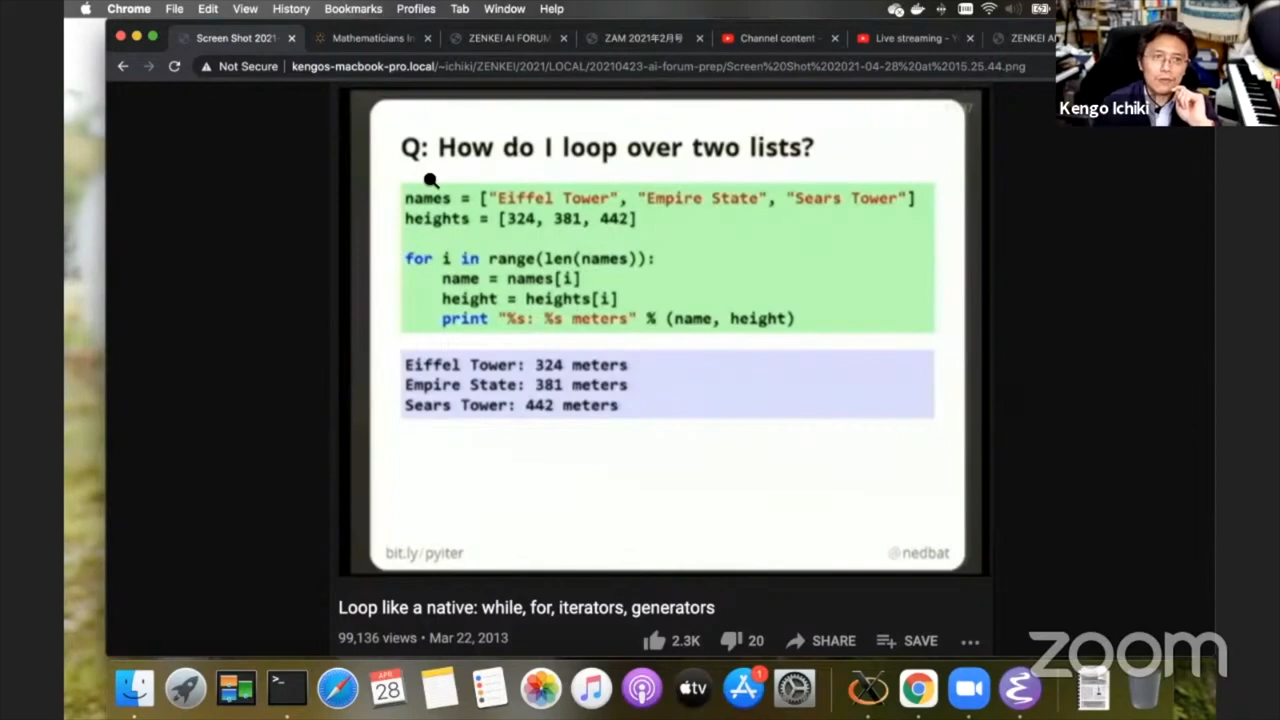 Chrome File Edit View History Bookmarks Profiles Tab Window Help
Screen Shot 2021- Mathematicians In ZENKEI AI FORUM ZAM 2021年2月号 Channel content - Live streaming - Y ZENKEI A
Not Secure kengos-macbook-pro.local/~ichiki/ZENKEI/2021/LOCAL/20210423-ai-forum-prep/Screen%20Shot%202021-04-28%20at%2015.25.44.png
Kengo Ichiki
Q: How do I loop over two lists?
names = ["Eiffel Tower", "Empire State", "Sears Tower"]
heights = [324, 381, 442]
for i in range(len(names)):
name = names[i]
height = heights[i]
print "%s: %s meters" % (name, height)
Eiffel Tower: 324 meters
Empire State: 381 meters
Sears Tower: 442 meters
bit.ly/pyiter @nedbat
Loop like a native: while, for, iterators, generators
99,136 views • Mar 22, 2013 2.3K 20 SHARE SAVE
zoom
APR
28
tv
1